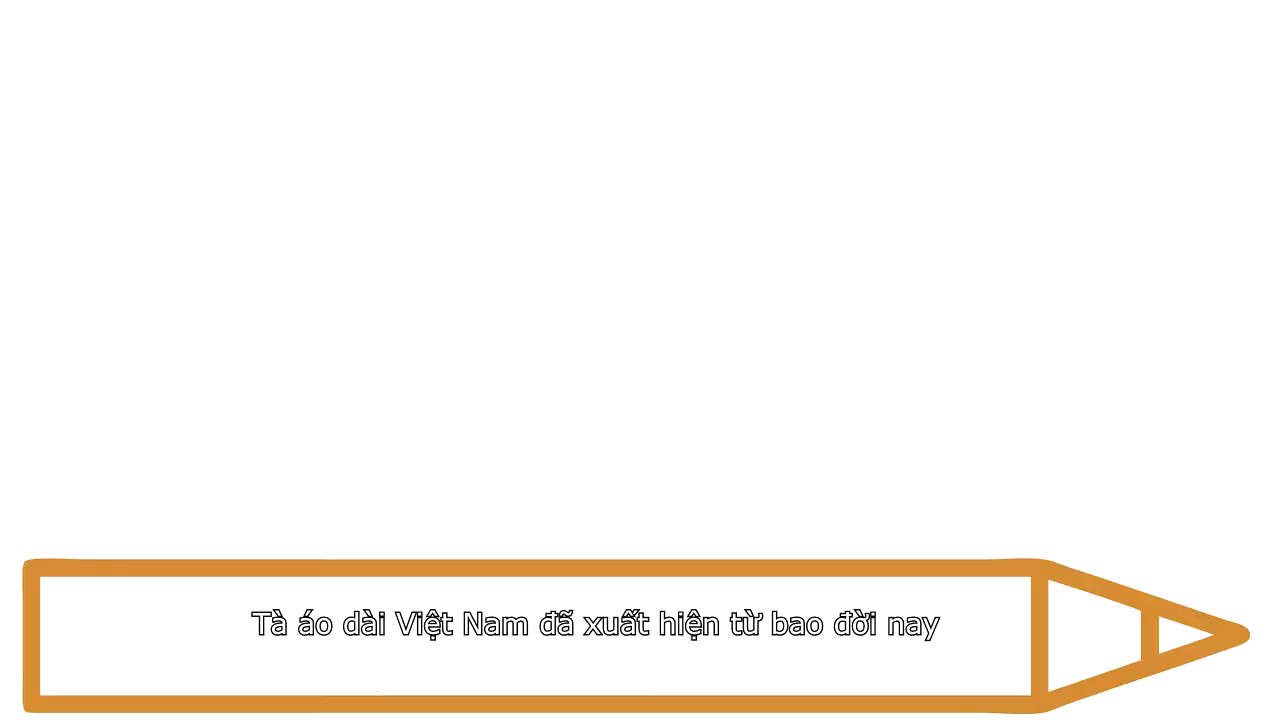 Tà áo dài Việt Nam đã xuất hiện từ bao đời nay